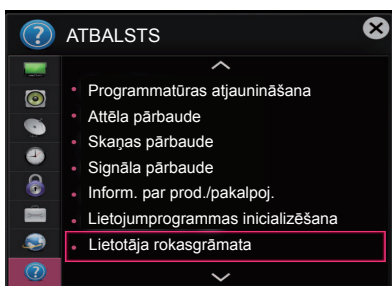 ATBALSTS
Programmatūras atjaunināšana
Attēla pārbaude
Skaņas pārbaude
Signāla pārbaude
Inform. par prod./pakalpoj.
Lietojumprogrammas inicializēšana
Lietotāja rokasgrāmata